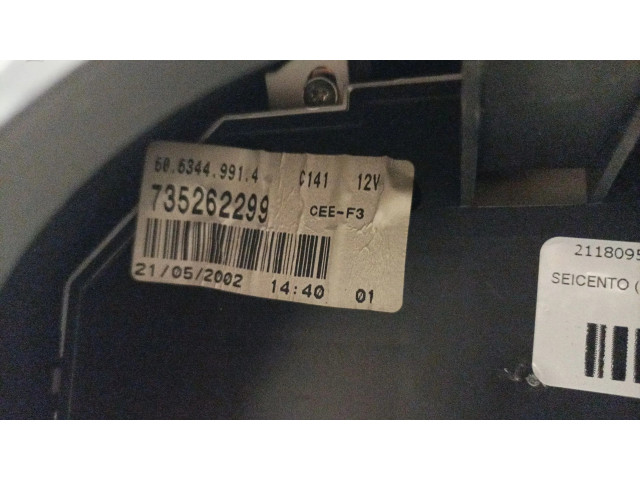 60.6344.991.4 C141 12V
735262299 CEE-F3
21/05/2002 14:40 01
2118095
SEICENTO (